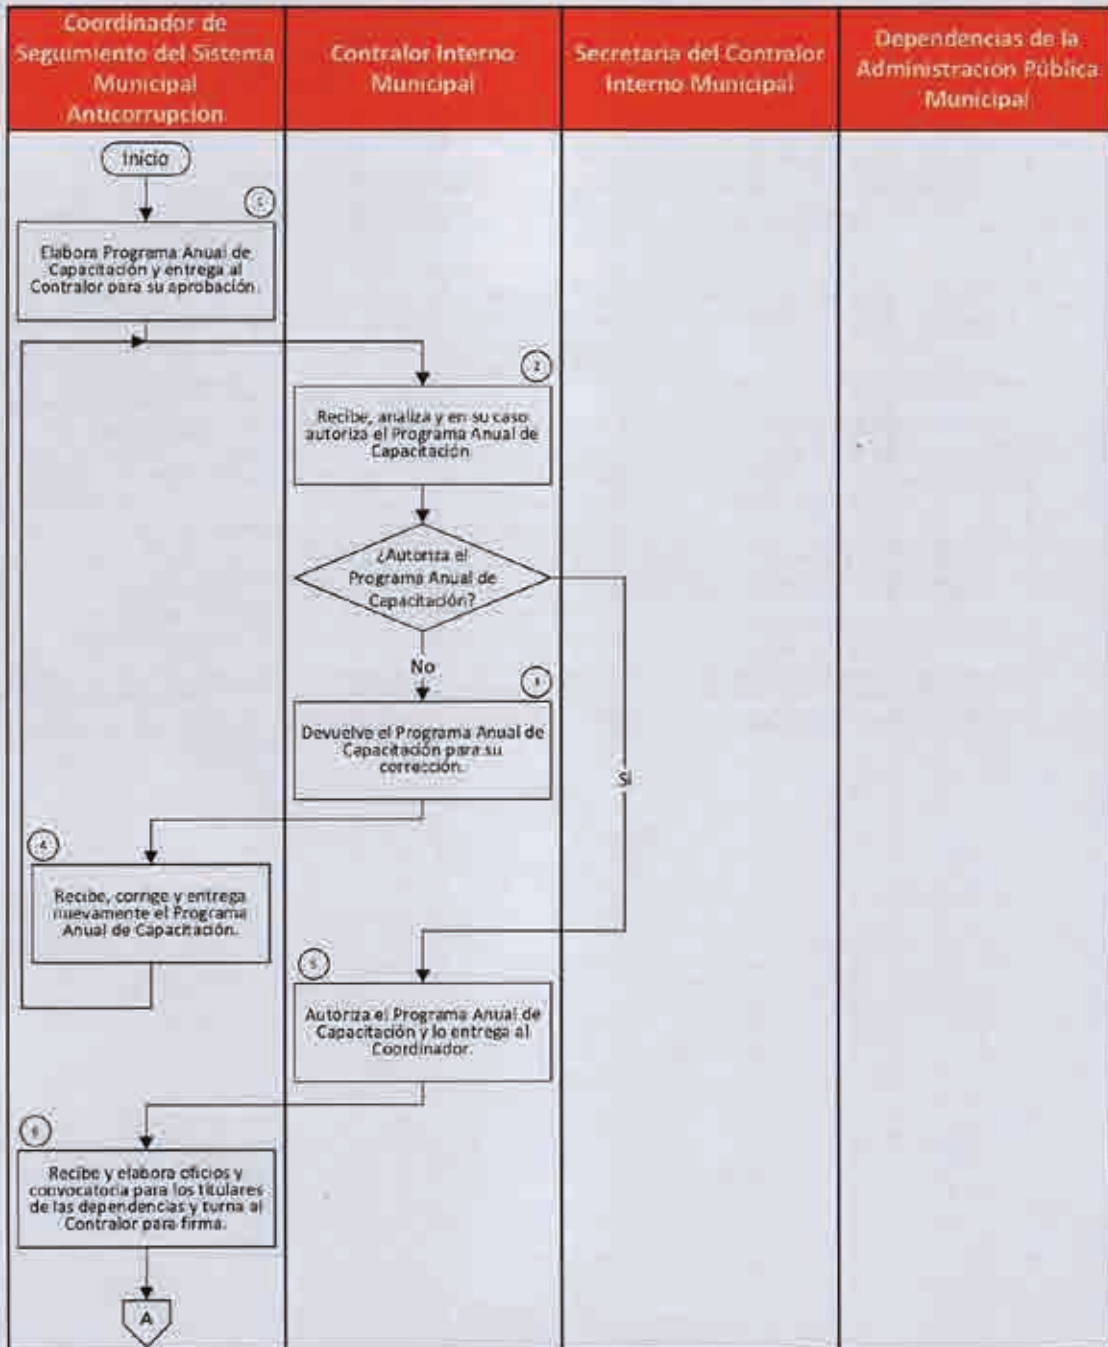 Coordinador de
Seguimiento del Sistema
Municipal
Anticorrupcion
Contralor Interno
Municipal
Secretaria del Contralor
Interno Municipal
Dependencias de la
Administracion Pública
Municipal
Inicio
1
Elabora Programa Anual de
Capacitación y entrega al
Contralor para su aprobación.
2
Recibe, analiza y en su caso
autoriza el Programa Anual de
Capacitación
¿Autoriza el
Programa Anual de
Capacitación?
No
3
Devuelve el Programa Anual de
Capacitación para su
corrección.
Si
4
Recibe, corrige y entrega
nuevamente el Programa
Anual de Capacitación.
5
Autoriza el Programa Anual de
Capacitación y lo entrega al
Coordinador.
6
Recibe y elabora oficios y
convocatoria para los titulares
de las dependencias y turna al
Contralor para firma.
A